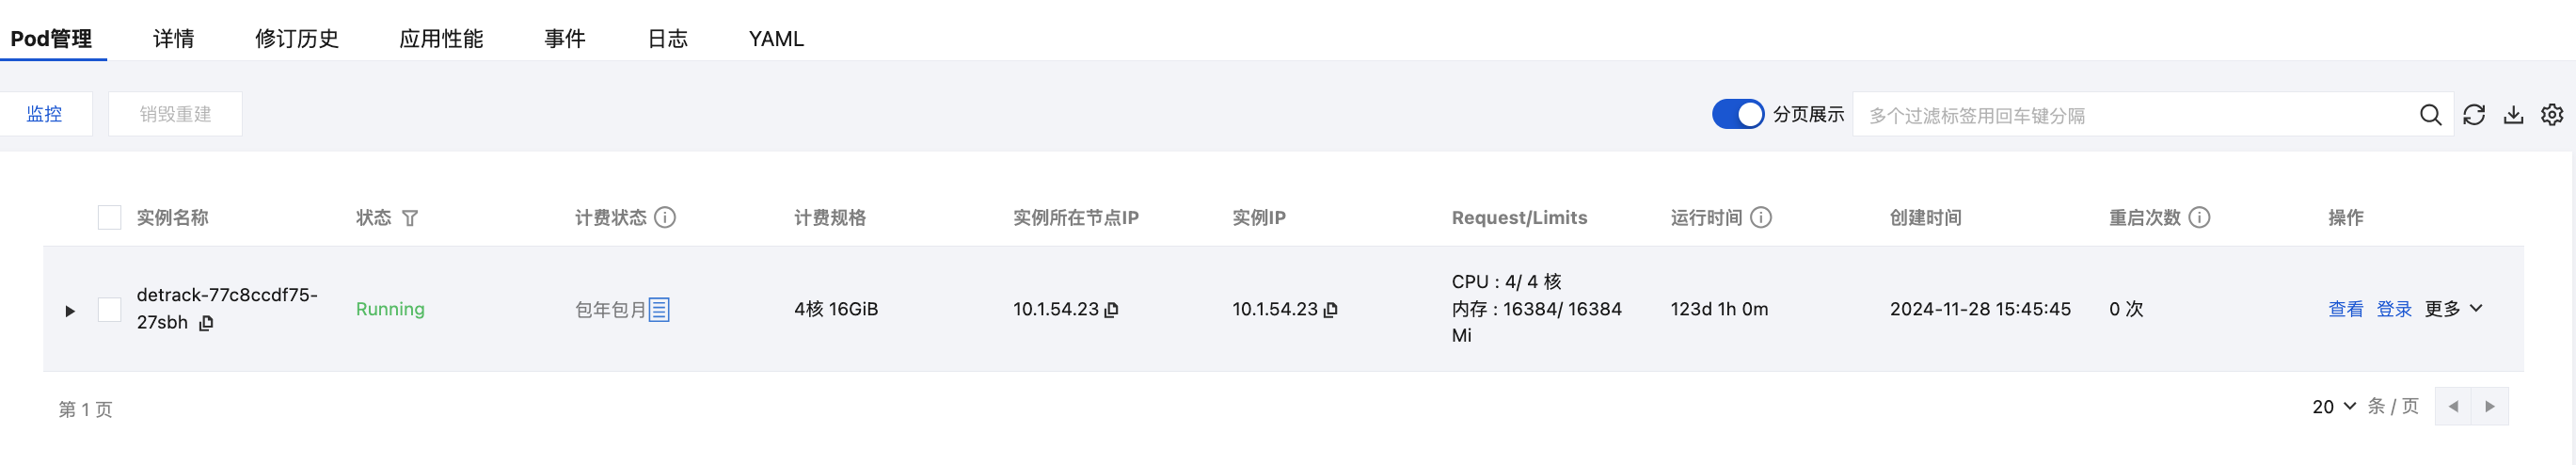 Pod管理 详情 修订历史 应用性能 事件 日志 YAML
监控 销毁重建 分页展示 多个过滤标签用回车键分隔
实例名称 状态 计费状态 计费规格 实例所在节点IP 实例IP Request/Limits 运行时间 创建时间 重启次数 操作
detrack-77c8ccdf75-
27sbh
Running
包年包月
4核 16GiB
10.1.54.23
10.1.54.23
CPU : 4/ 4 核
内存 : 16384/ 16384
Mi
123d 1h 0m
2024-11-28 15:45:45
0 次
查看 登录 更多
第 1 页 20 条 / 页